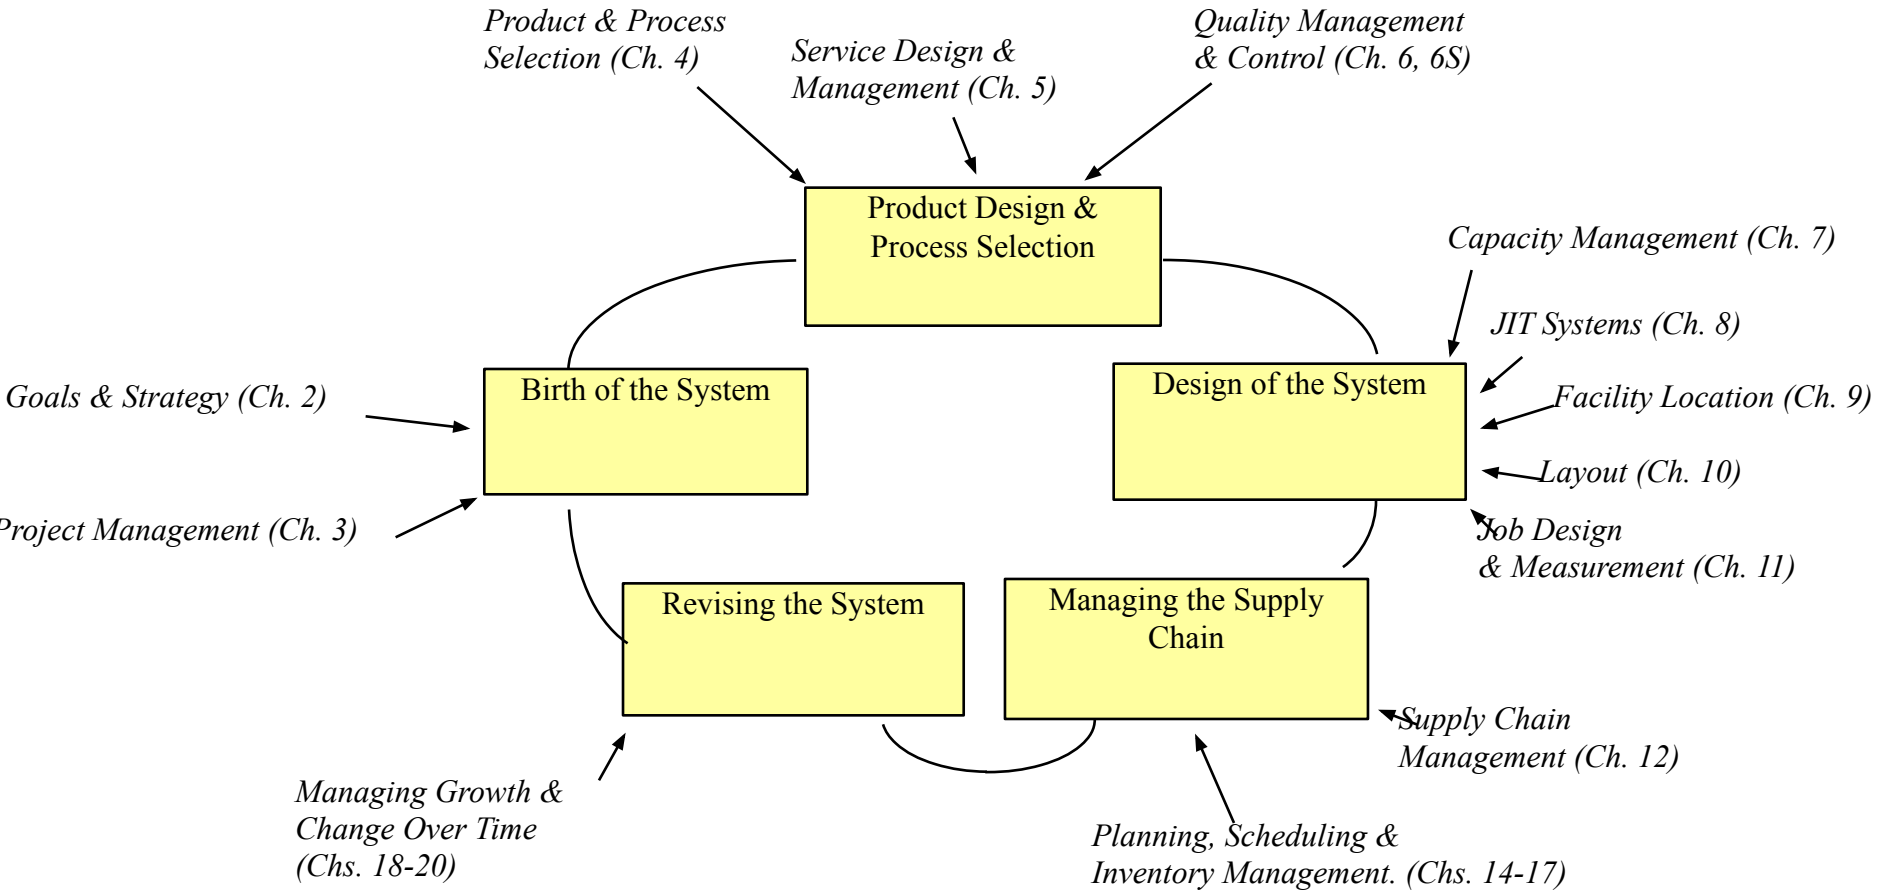 Product & Process
Selection (Ch. 4)
Service Design &
Management (Ch. 5)
Quality Management
& Control (Ch. 6, 6S)
Product Design &
Process Selection
Capacity Management (Ch. 7)
JIT Systems (Ch. 8)
Birth of the System
Design of the System
Goals & Strategy (Ch. 2)
Facility Location (Ch. 9)
Layout (Ch. 10)
Project Management (Ch. 3)
Job Design
& Measurement (Ch. 11)
Revising the System
Managing the Supply
Chain
Supply Chain
Management (Ch. 12)
Managing Growth &
Change Over Time
(Chs. 18-20)
Planning, Scheduling &
Inventory Management. (Chs. 14-17)